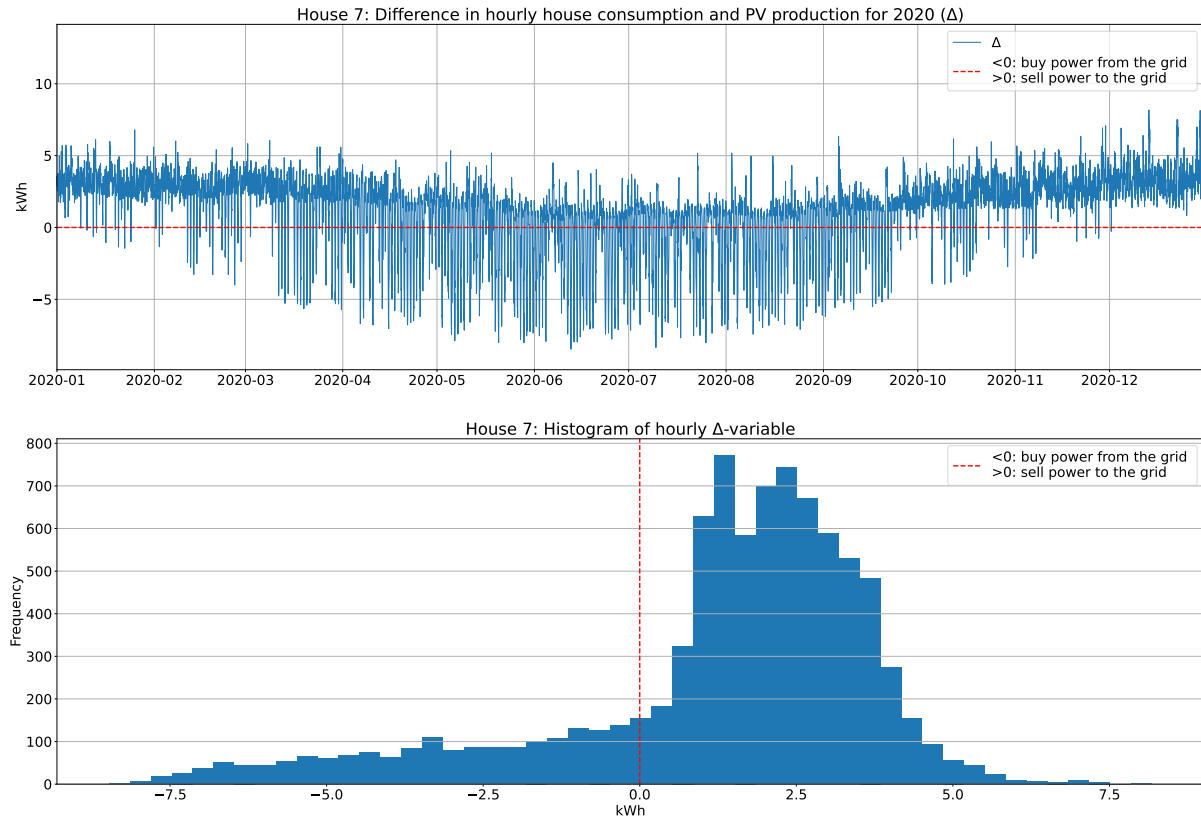 House 7: Difference in hourly house consumption and PV production for 2020 (Δ)
Δ
<0: buy power from the grid
>0: sell power to the grid
kWh
10
5
0
−5
2020-01 2020-02 2020-03 2020-04 2020-05 2020-06 2020-07 2020-08 2020-09 2020-10 2020-11 2020-12
House 7: Histogram of hourly Δ-variable
<0: buy power from the grid
>0: sell power to the grid
Frequency
800
700
600
500
400
300
200
100
0
−7.5 −5.0 −2.5 0.0 2.5 5.0 7.5
kWh